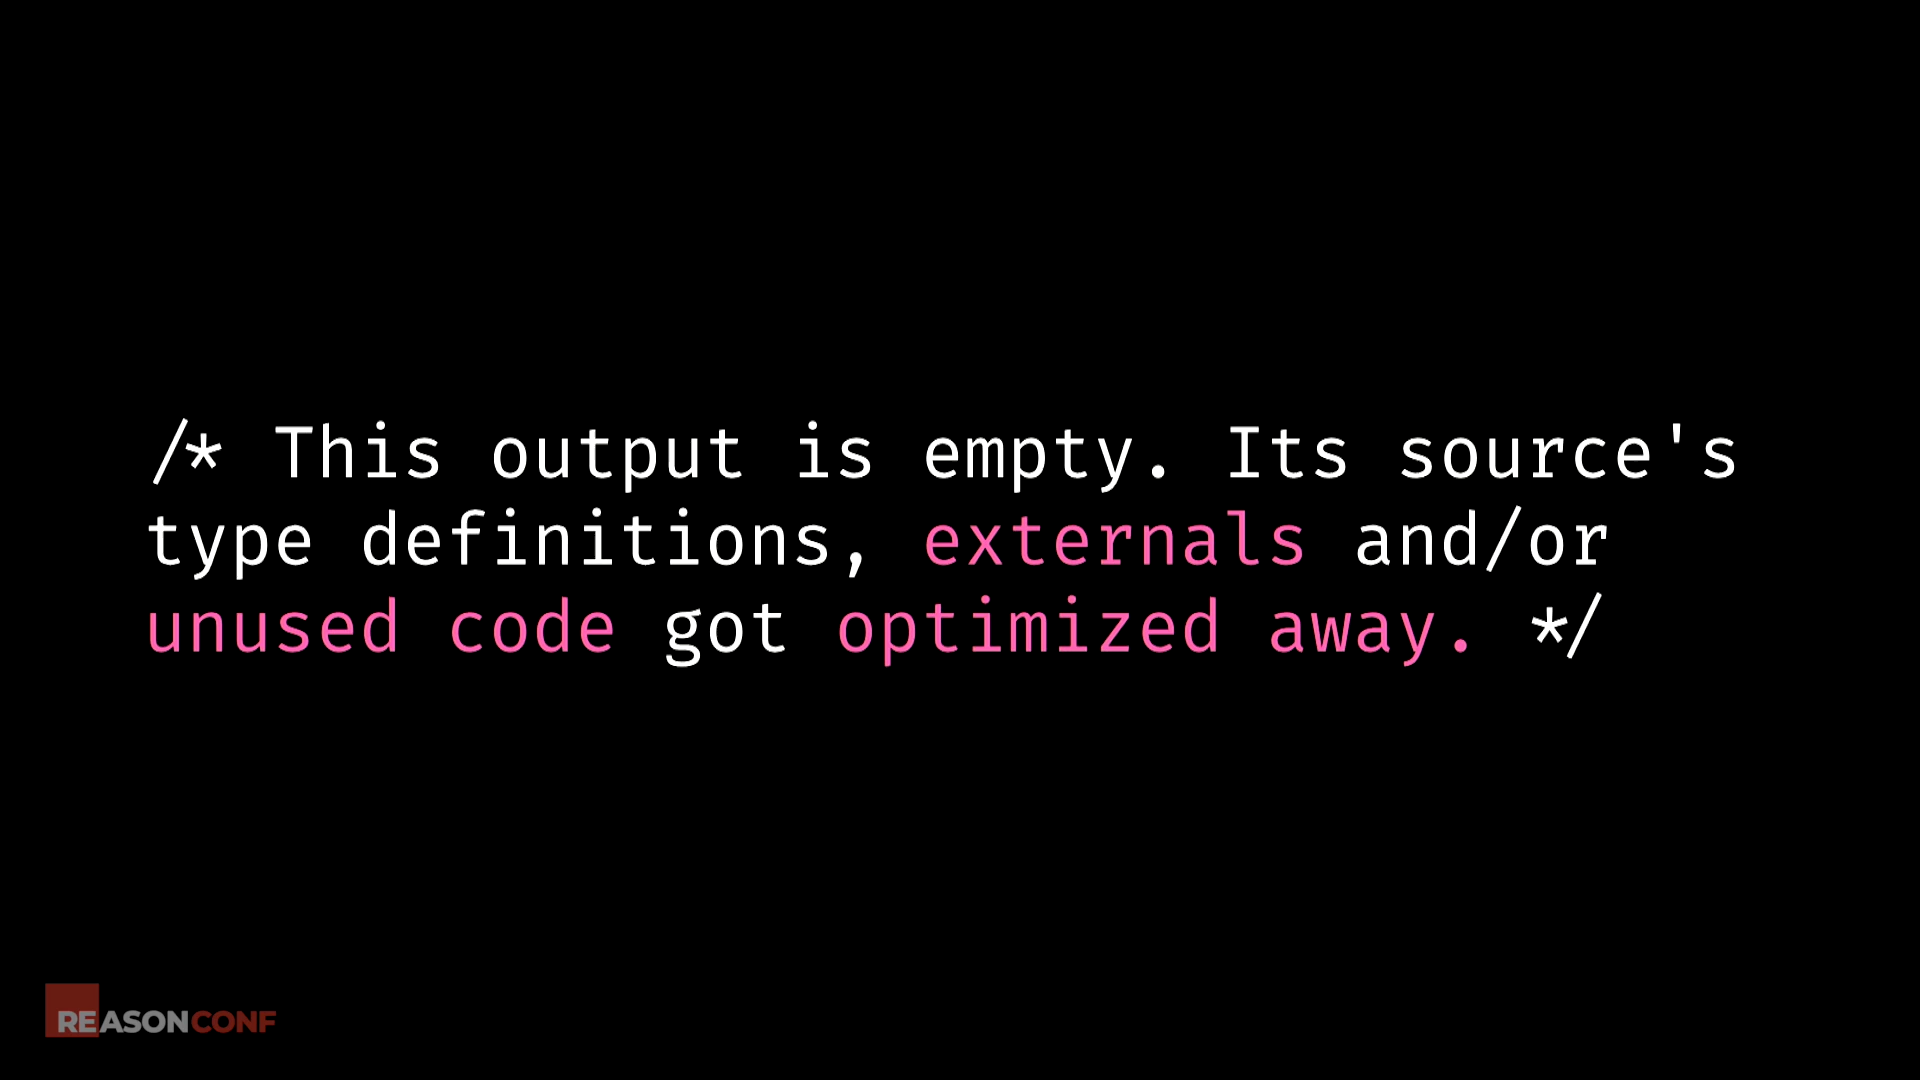 /* This output is empty. Its source's
type definitions, externals and/or
unused code got optimized away. */
REASONCONF